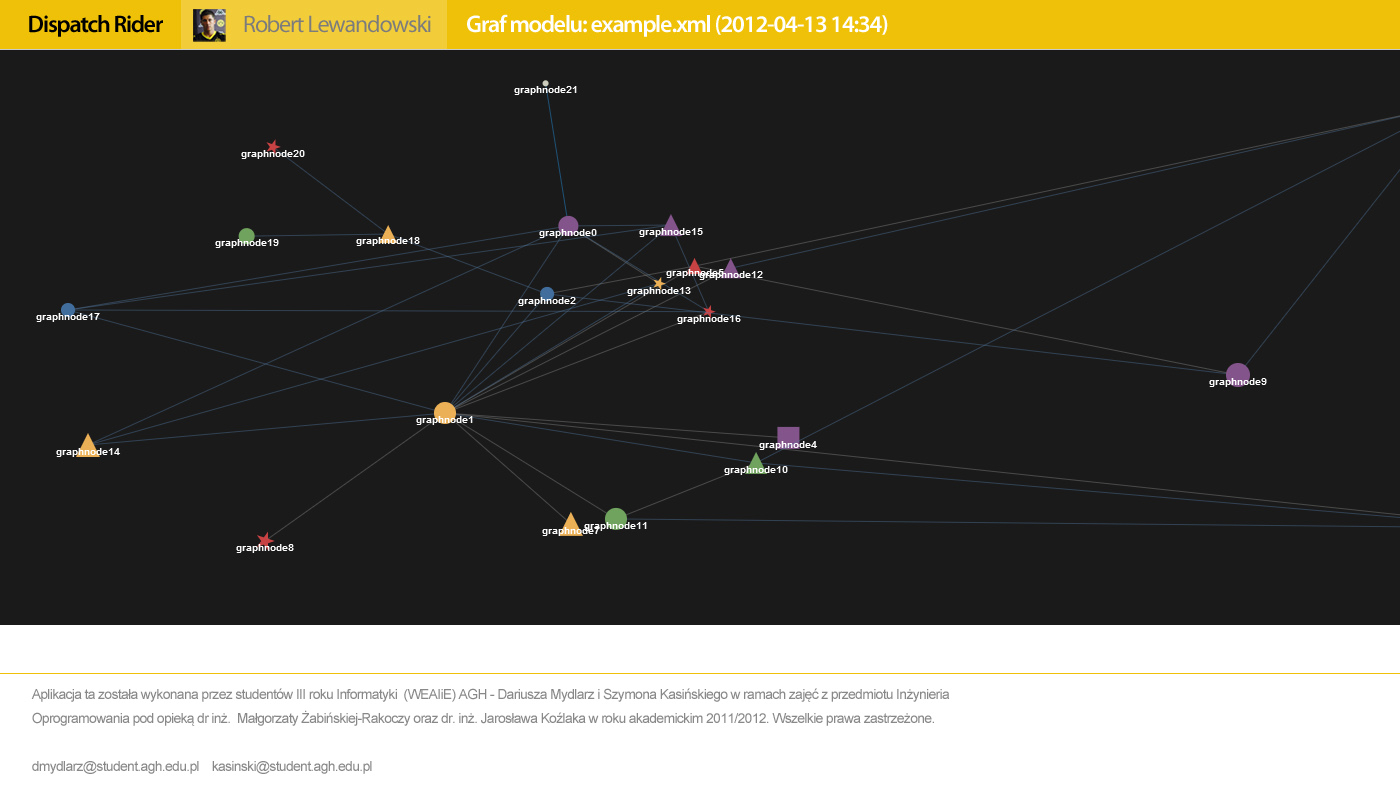 Dispatch Rider
Robert Lewandowski
Graf modelu: example.xml (2012-04-13 14:34)
graphnode21
graphnode20
graphnode0
graphnode15
graphnode19
graphnode18
graphnode5
graphnode12
graphnode13
graphnode2
graphnode17
graphnode16
graphnode9
graphnode1
graphnode14
graphnode4
graphnode10
graphnode7
graphnode11
graphnode8
Aplikacja ta została wykonana przez studentów III roku Informatyki (WEAIiE) AGH - Dariusza Mydlarz i Szymona Kasińskiego w ramach zajęć z przedmiotu Inżynieria
Oprogramowania pod opieką dr inż. Małgorzaty Żabińskiej-Rakoczy oraz dr. inż. Jarosława Koźlaka w roku akademickim 2011/2012. Wszelkie prawa zastrzeżone.
dmydlarz@student.agh.edu.pl kasinski@student.agh.edu.pl